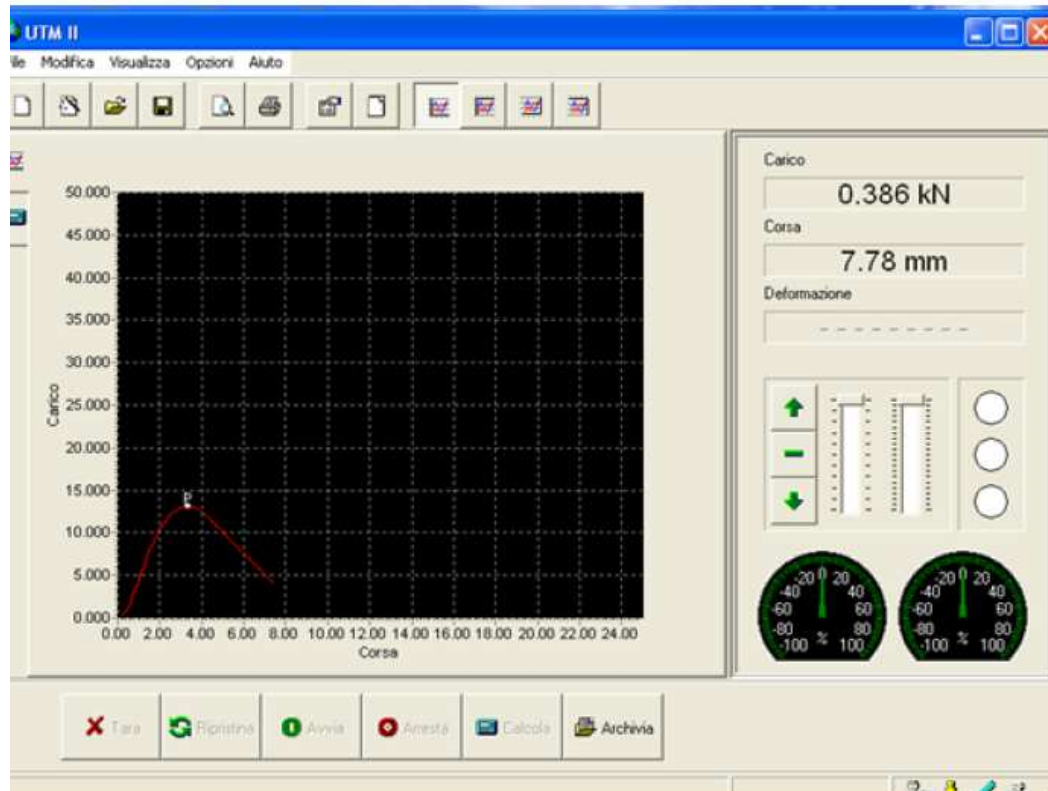 UTM II
File Modifica Visualizza Opzioni Aiuto
50.000
45.000
40.000
35.000
30.000
25.000
20.000
15.000
10.000
5.000
0.000
Carico
P
0.00 2.00 4.00 6.00 8.00 10.00 12.00 14.00 16.00 18.00 20.00 22.00 24.00
Corsa
Carico
0.386 kN
Corsa
7.78 mm
Deformazione
- - - - - - - - -
-100 -80 -60 -40 -20 0 20 40 60 80 100
%
-100 -80 -60 -40 -20 0 20 40 60 80 100
%
Tara Ripristina Avvia Arresta Calcola Archivia